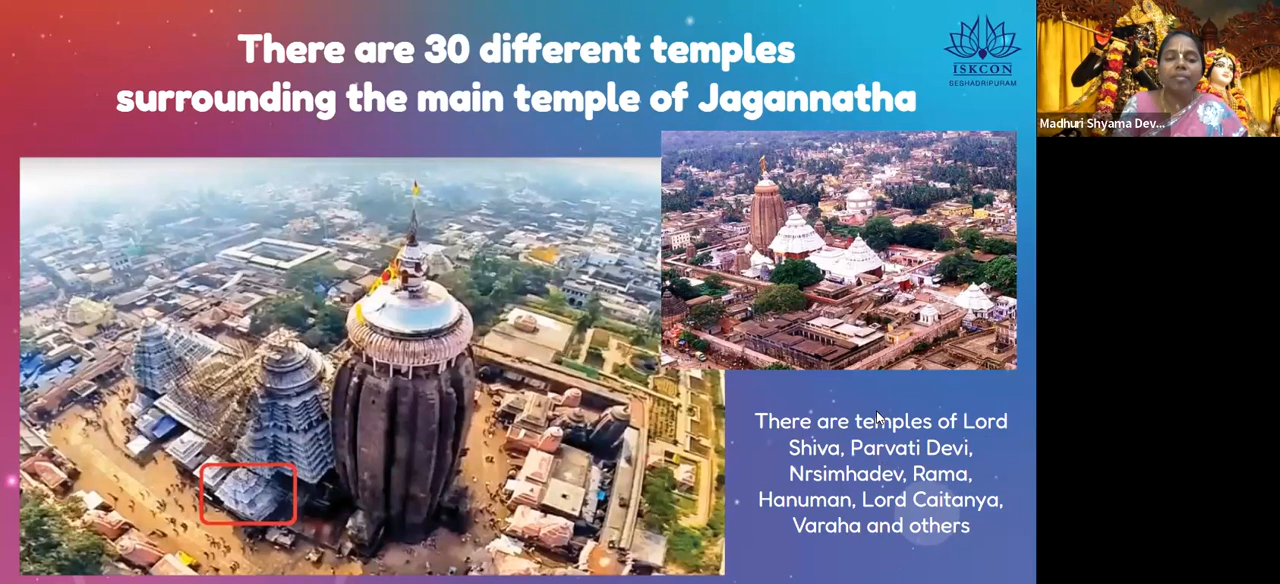 There are 30 different temples
surrounding the main temple of Jagannatha
ISKCON
SESHADRIPURAM
Madhuri Shyama Dev...
There are temples of Lord
Shiva, Parvati Devi,
Nrsimhadev, Rama,
Hanuman, Lord Caitanya,
Varaha and others